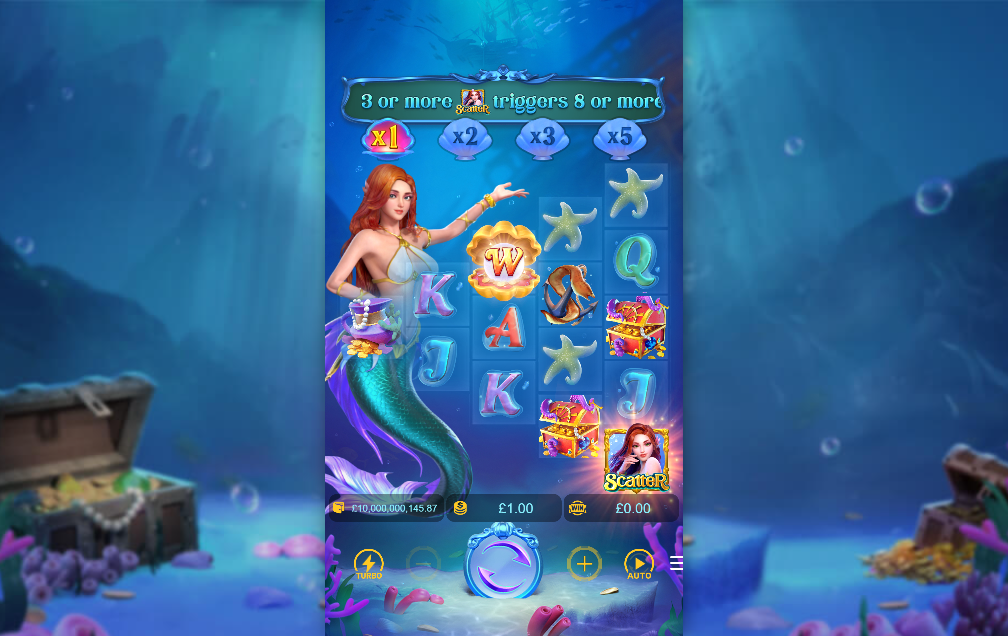 3 or more Scatter triggers 8 or more
x1 x2 x3 x5
W
Q
K
A
J
K
J
Scatter
£10,000,000,145.87 £1.00 WIN £0.00
TURBO AUTO